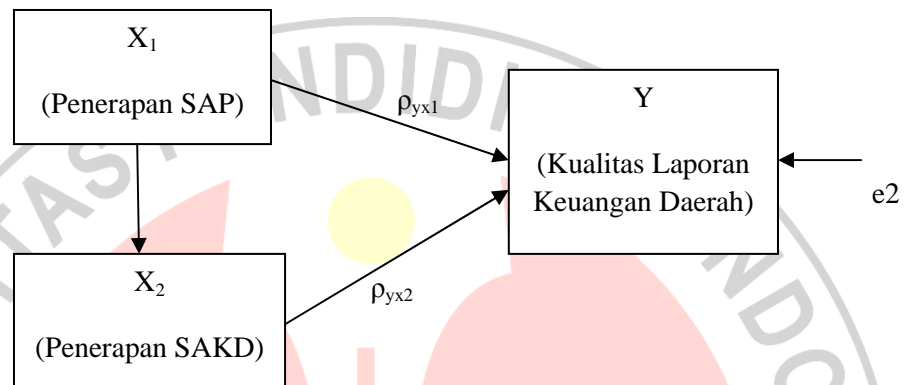 X₁
(Penerapan SAP)
ρyx1
Y
(Kualitas Laporan
Keuangan Daerah)
e2
X₂
(Penerapan SAKD)
ρyx2